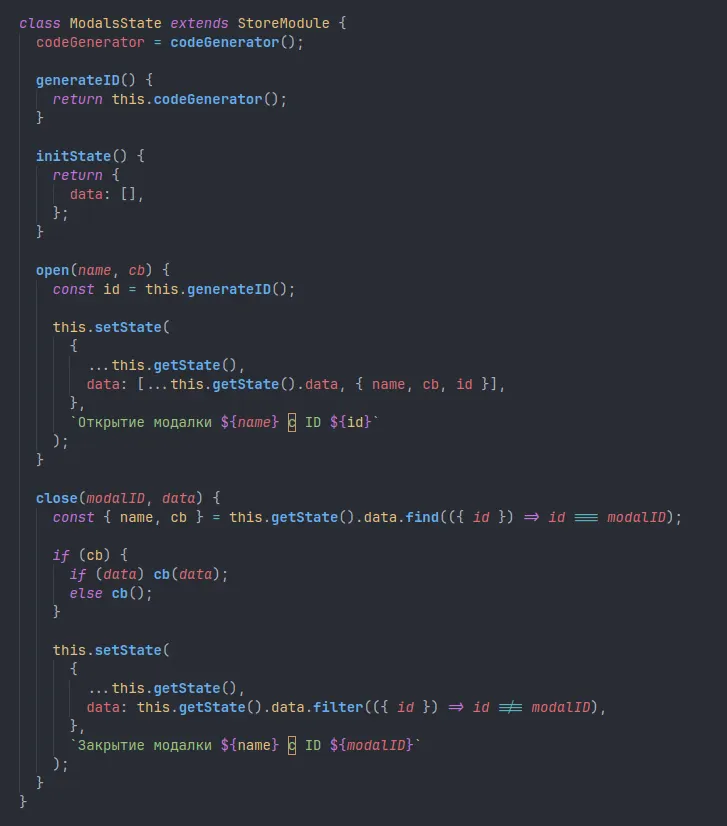 class ModalsState extends StoreModule {
codeGenerator = codeGenerator();
generateID() {
return this.codeGenerator();
}
initState() {
return {
data: [],
};
}
open(name, cb) {
const id = this.generateID();
this.setState(
{
...this.getState(),
data: [...this.getState().data, { name, cb, id }],
},
`Открытие модалки ${name} с ID ${id}`
);
}
close(modalID, data) {
const { name, cb } = this.getState().data.find(({ id }) => id === modalID);
if (cb) {
if (data) cb(data);
else cb();
}
this.setState(
{
...this.getState(),
data: this.getState().data.filter(({ id }) => id !== modalID),
},
`Закрытие модалки ${name} с ID ${modalID}`
);
}
}